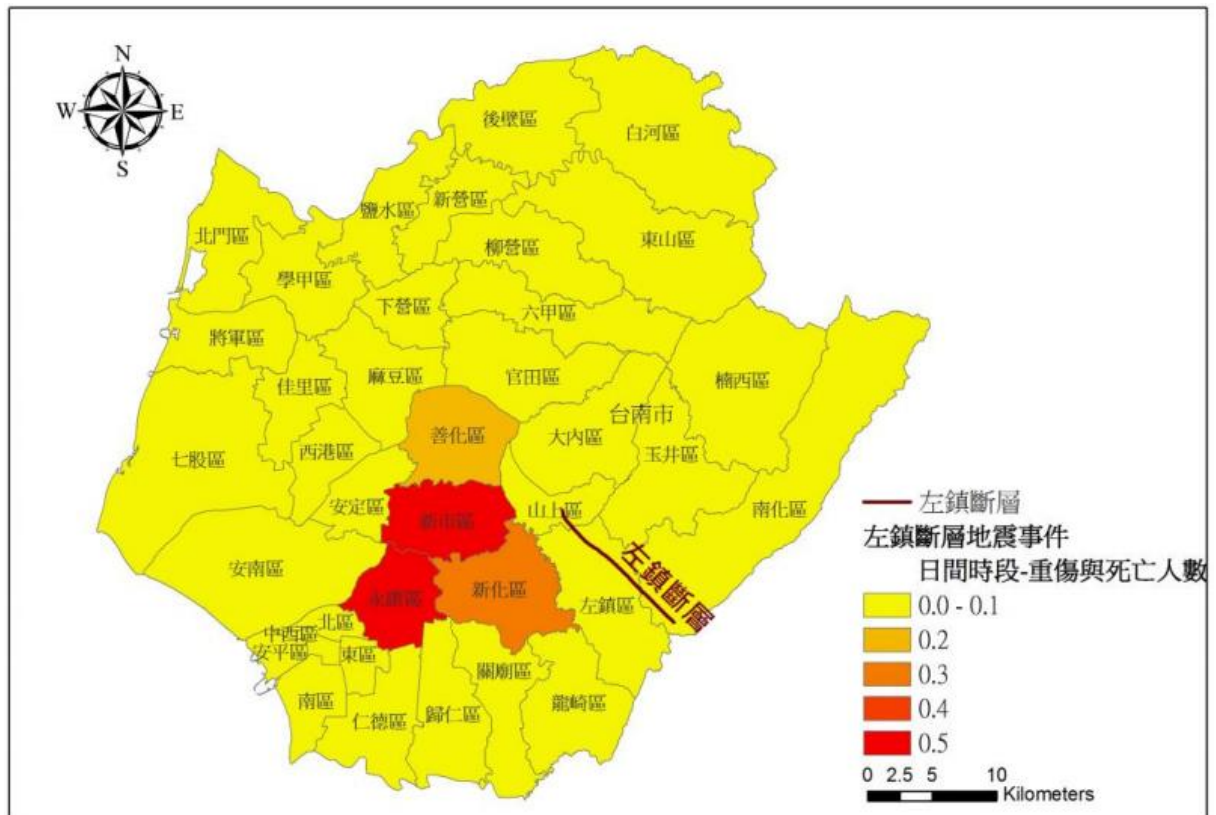 N
W
E
S
後壁區
白河區
鹽水區
新營區
北門區
柳營區
東山區
學甲區
下營區
六甲區
將軍區
佳里區
麻豆區
官田區
楠西區
台南市
善化區
大內區
七股區
西港區
玉井區
安定區
山上區
南化區
新市區
安南區
左鎮斷層
永康區
新化區
左鎮區
北區
中西區
安平區
東區
關廟區
南區
仁德區
歸仁區
龍崎區
左鎮斷層
左鎮斷層地震事件
日間時段-重傷與死亡人數
0.0 - 0.1
0.2
0.3
0.4
0.5
0 2.5 5 10
Kilometers